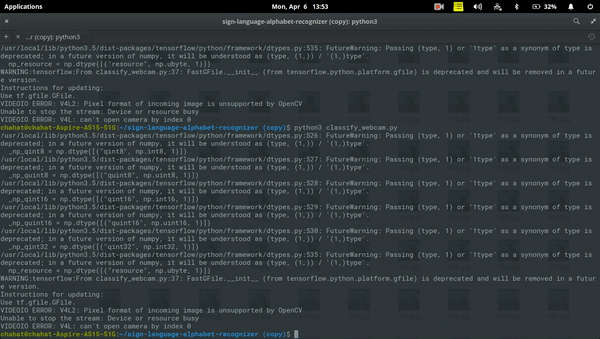 Applications
Mon, Apr 6 13:53
32%
sign-language-alphabet-recognizer (copy): python3
...r (copy): python3
/usr/local/lib/python3.5/dist-packages/tensorflow/python/framework/dtypes.py:535: FutureWarning: Passing (type, 1) or '1type' as a synonym of type is
deprecated; in a future version of numpy, it will be understood as (type, (1,)) / '(1,)type'.
np_resource = np.dtype([("resource", np.ubyte, 1)])
WARNING:tensorflow:From classify_webcam.py:37: FastGFile.__init__ (from tensorflow.python.platform.gfile) is deprecated and will be removed in a futur
e version.
Instructions for updating:
Use tf.gfile.GFile.
VIDEOIO ERROR: V4L2: Pixel format of incoming image is unsupported by OpenCV
Unable to stop the stream: Device or resource busy
VIDEOIO ERROR: V4L: can't open camera by index 0
chahat@chahat-Aspire-A515-51G:~/sign-language-alphabet-recognizer (copy)$ python3 classify_webcam.py
/usr/local/lib/python3.5/dist-packages/tensorflow/python/framework/dtypes.py:526: FutureWarning: Passing (type, 1) or '1type' as a synonym of type is
deprecated; in a future version of numpy, it will be understood as (type, (1,)) / '(1,)type'.
_np_qint8 = np.dtype([("qint8", np.int8, 1)])
/usr/local/lib/python3.5/dist-packages/tensorflow/python/framework/dtypes.py:527: FutureWarning: Passing (type, 1) or '1type' as a synonym of type is
deprecated; in a future version of numpy, it will be understood as (type, (1,)) / '(1,)type'.
_np_quint8 = np.dtype([("quint8", np.uint8, 1)])
/usr/local/lib/python3.5/dist-packages/tensorflow/python/framework/dtypes.py:528: FutureWarning: Passing (type, 1) or '1type' as a synonym of type is
deprecated; in a future version of numpy, it will be understood as (type, (1,)) / '(1,)type'.
_np_qint16 = np.dtype([("qint16", np.int16, 1)])
/usr/local/lib/python3.5/dist-packages/tensorflow/python/framework/dtypes.py:529: FutureWarning: Passing (type, 1) or '1type' as a synonym of type is
deprecated; in a future version of numpy, it will be understood as (type, (1,)) / '(1,)type'.
_np_quint16 = np.dtype([("quint16", np.uint16, 1)])
/usr/local/lib/python3.5/dist-packages/tensorflow/python/framework/dtypes.py:530: FutureWarning: Passing (type, 1) or '1type' as a synonym of type is
deprecated; in a future version of numpy, it will be understood as (type, (1,)) / '(1,)type'.
_np_qint32 = np.dtype([("qint32", np.int32, 1)])
/usr/local/lib/python3.5/dist-packages/tensorflow/python/framework/dtypes.py:535: FutureWarning: Passing (type, 1) or '1type' as a synonym of type is
deprecated; in a future version of numpy, it will be understood as (type, (1,)) / '(1,)type'.
np_resource = np.dtype([("resource", np.ubyte, 1)])
WARNING:tensorflow:From classify_webcam.py:37: FastGFile.__init__ (from tensorflow.python.platform.gfile) is deprecated and will be removed in a futur
e version.
Instructions for updating:
Use tf.gfile.GFile.
VIDEOIO ERROR: V4L2: Pixel format of incoming image is unsupported by OpenCV
Unable to stop the stream: Device or resource busy
VIDEOIO ERROR: V4L: can't open camera by index 0
chahat@chahat-Aspire-A515-51G:~/sign-language-alphabet-recognizer (copy)$